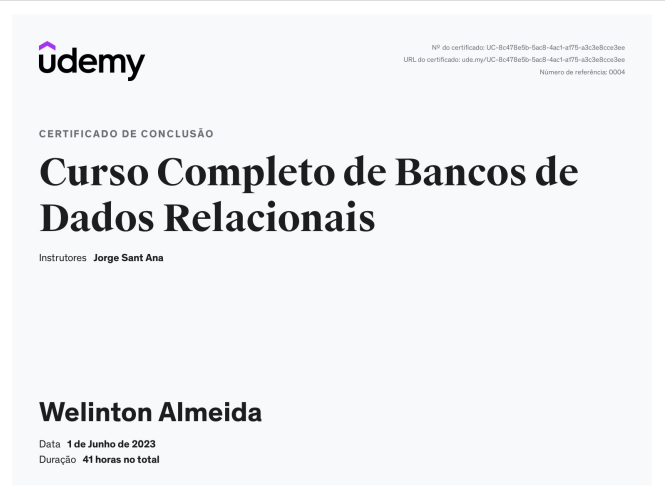 udemy
Nº do certificado: UC-8c478e5b-5ac8-4ac1-a175-a3c3e8cce3ee
URL do certificado: ude.my/UC-8c478e5b-5ac8-4ac1-a175-a3c3e8cce3ee
Número de referência: 0004
CERTIFICADO DE CONCLUSÃO
Curso Completo de Bancos de
Dados Relacionais
Instrutores Jorge Sant Ana
Welinton Almeida
Data 1 de Junho de 2023
Duração 41 horas no total